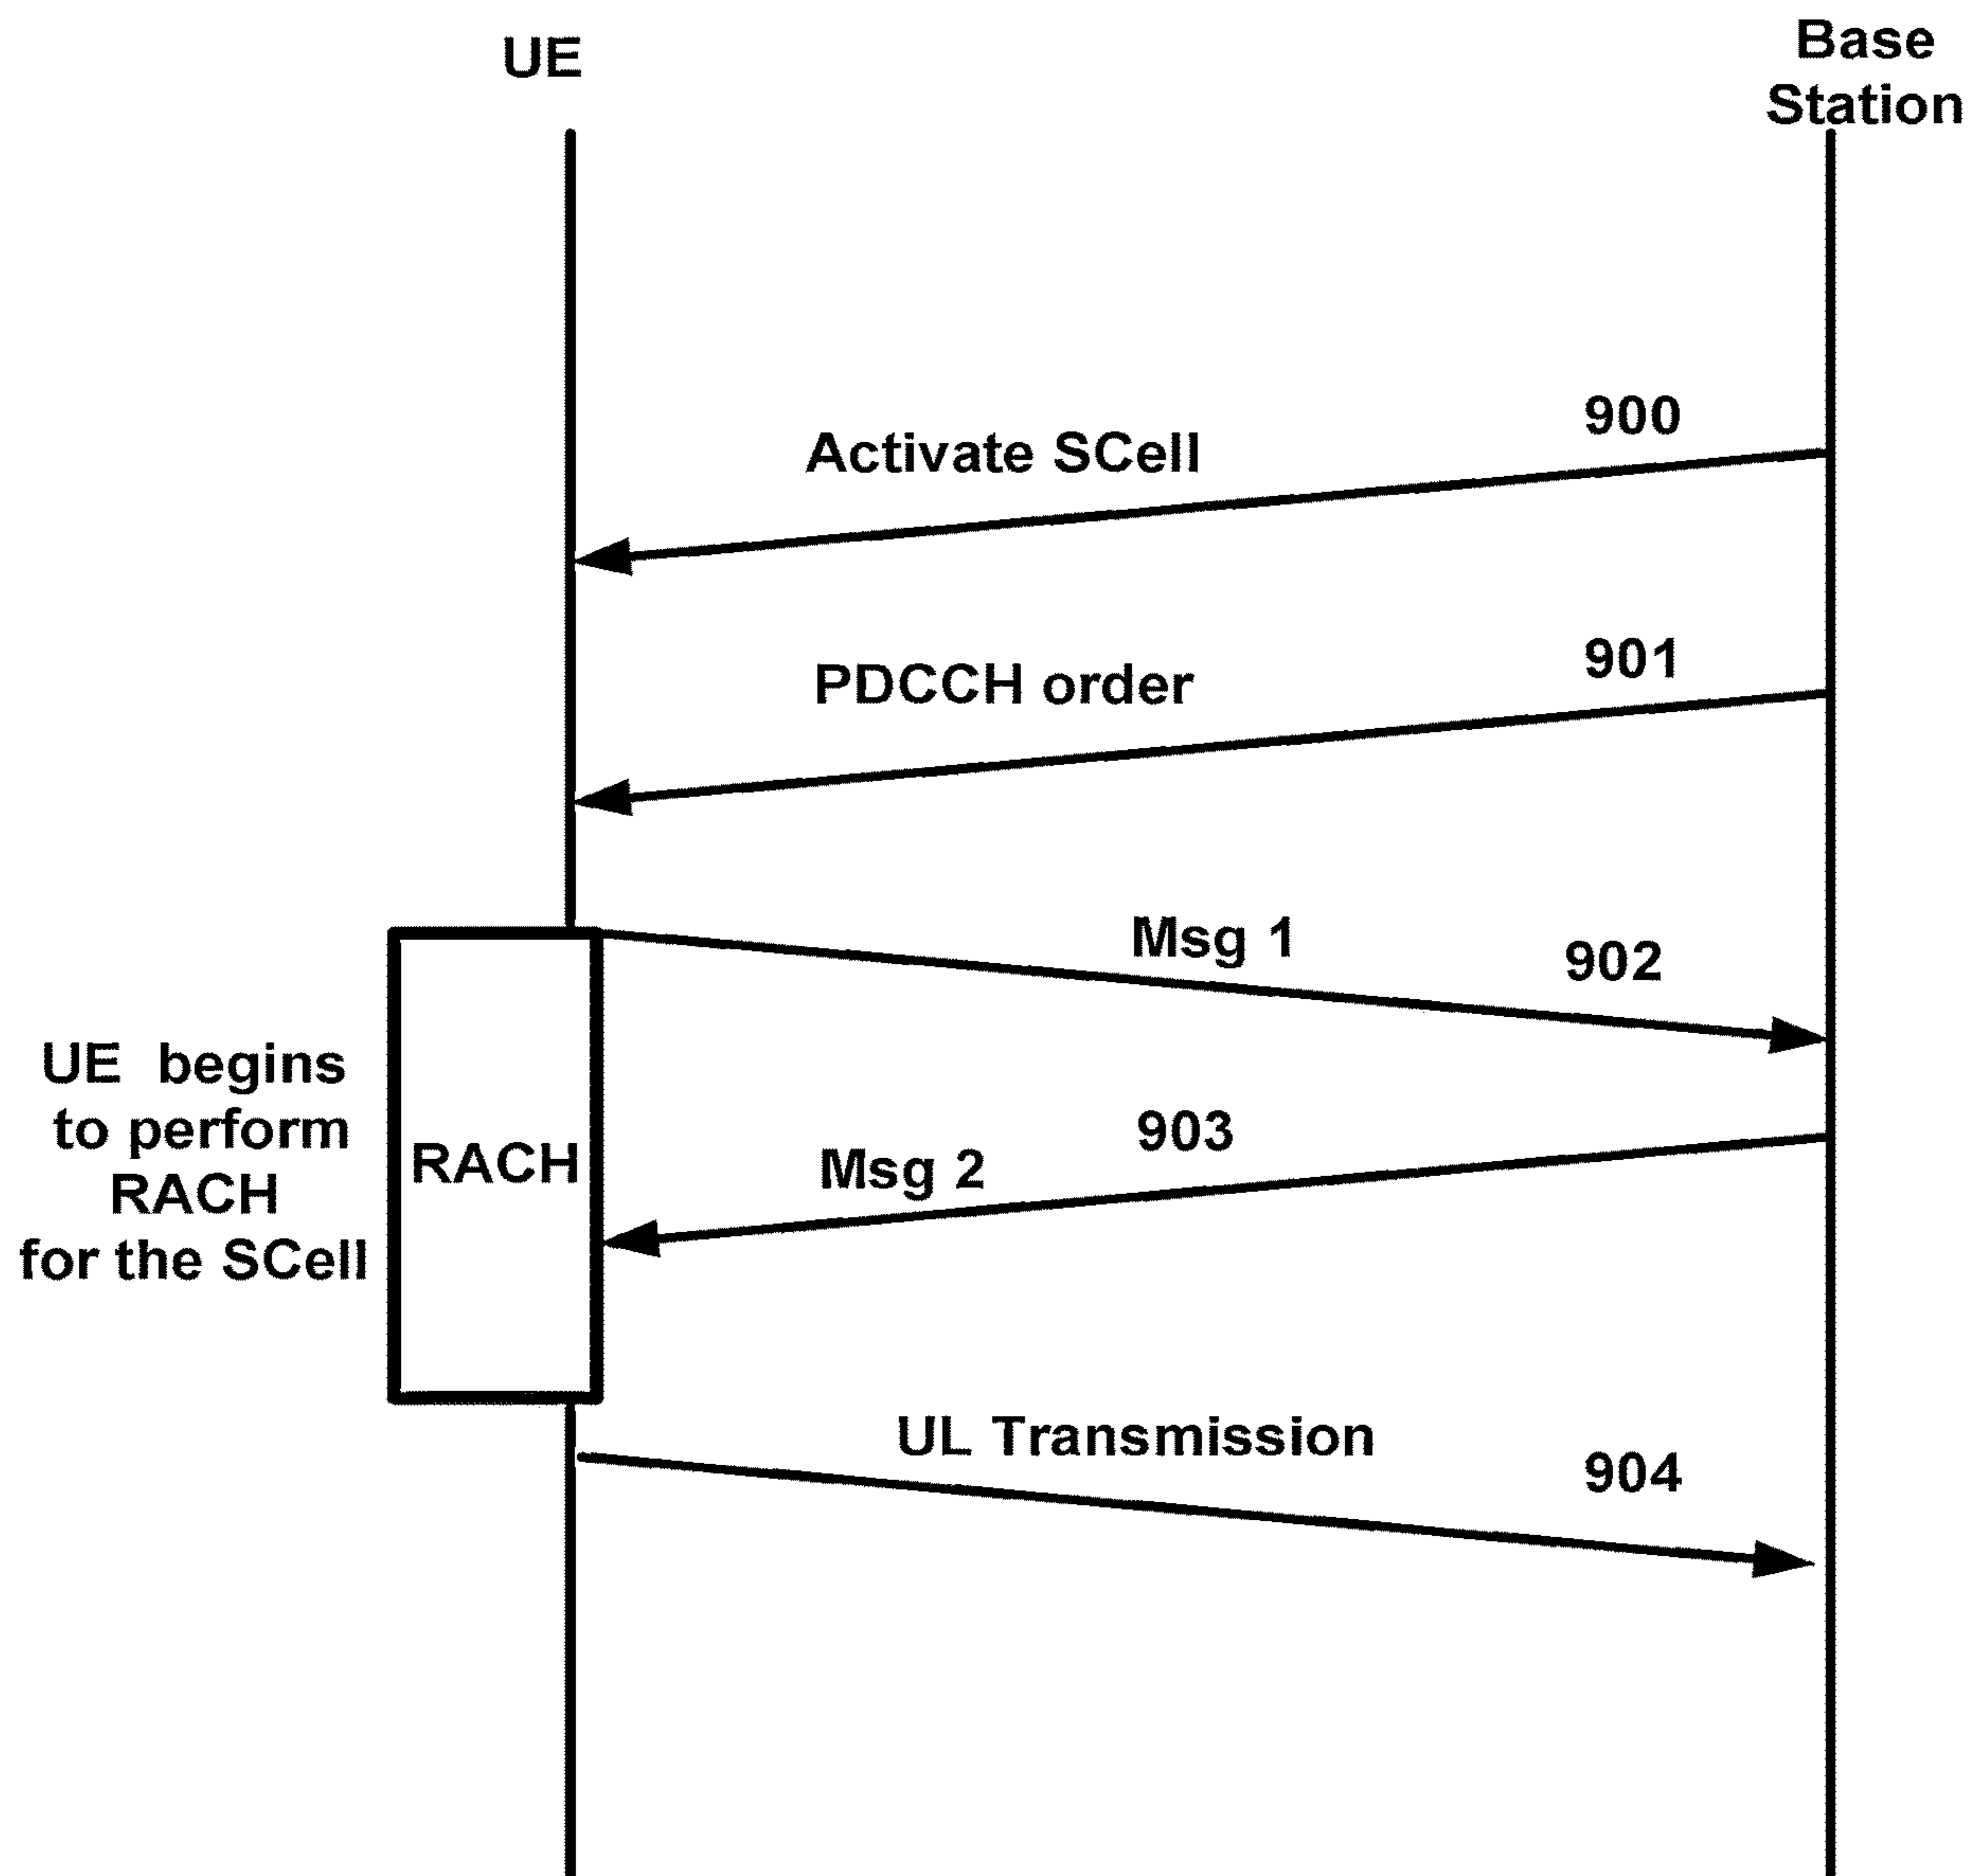 UE
Base
Station
900
Activate SCell
901
PDCCH order
Msg 1
902
UE begins
to perform
RACH
for the SCell
RACH
903
Msg 2
UL Transmission
904